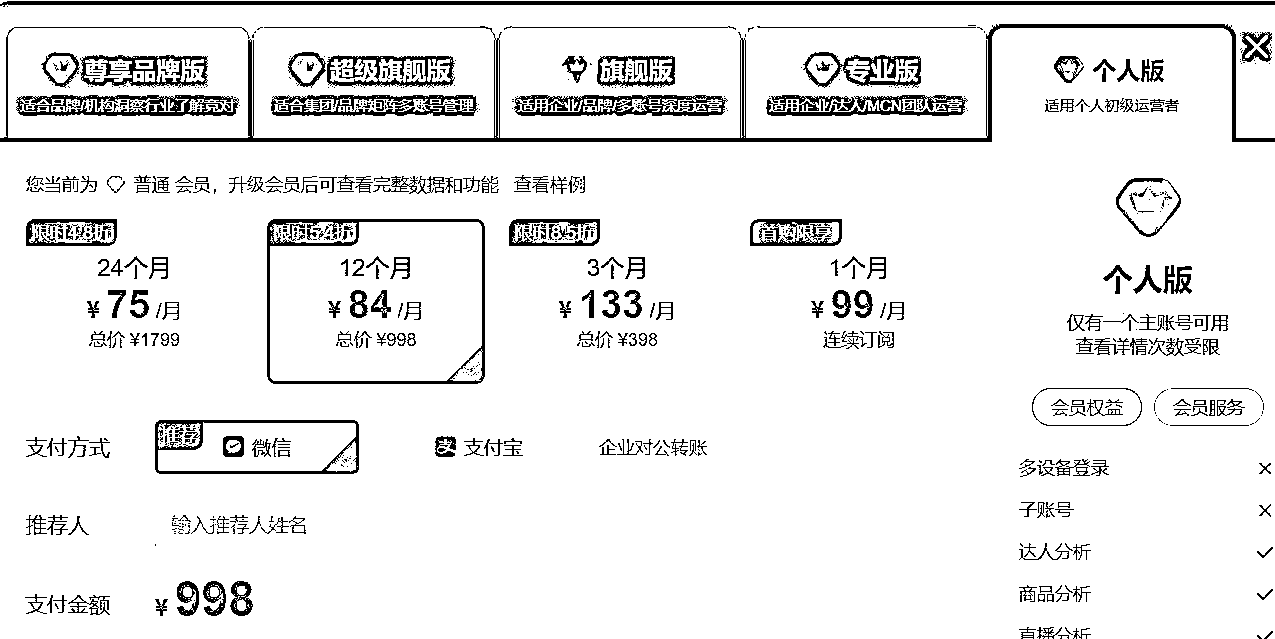 尊享品牌版
适合品牌/机构洞察行业了解竞对
超级旗舰版
适合集团/品牌矩阵多账号管理
旗舰版
适用企业/品牌/多账号深度运营
专业版
适用企业/达人/MCN团队运营
个人版
适用个人初级运营者
您当前为 普通 会员，升级会员后可查看完整数据和功能 查看样例
限时4.8折
24个月
¥ 75 /月
总价 ¥1799
限时5.4折
12个月
¥ 84 /月
总价 ¥998
限时8.5折
3个月
¥ 133 /月
总价 ¥398
首购限享
1个月
¥ 99 /月
连续订阅
支付方式
推荐
微信
支付宝
企业对公转账
推荐人
输入推荐人姓名
支付金额
¥ 998
个人版
仅有一个主账号可用
查看详情次数受限
会员权益
会员服务
多设备登录
子账号
达人分析
商品分析
直播分析